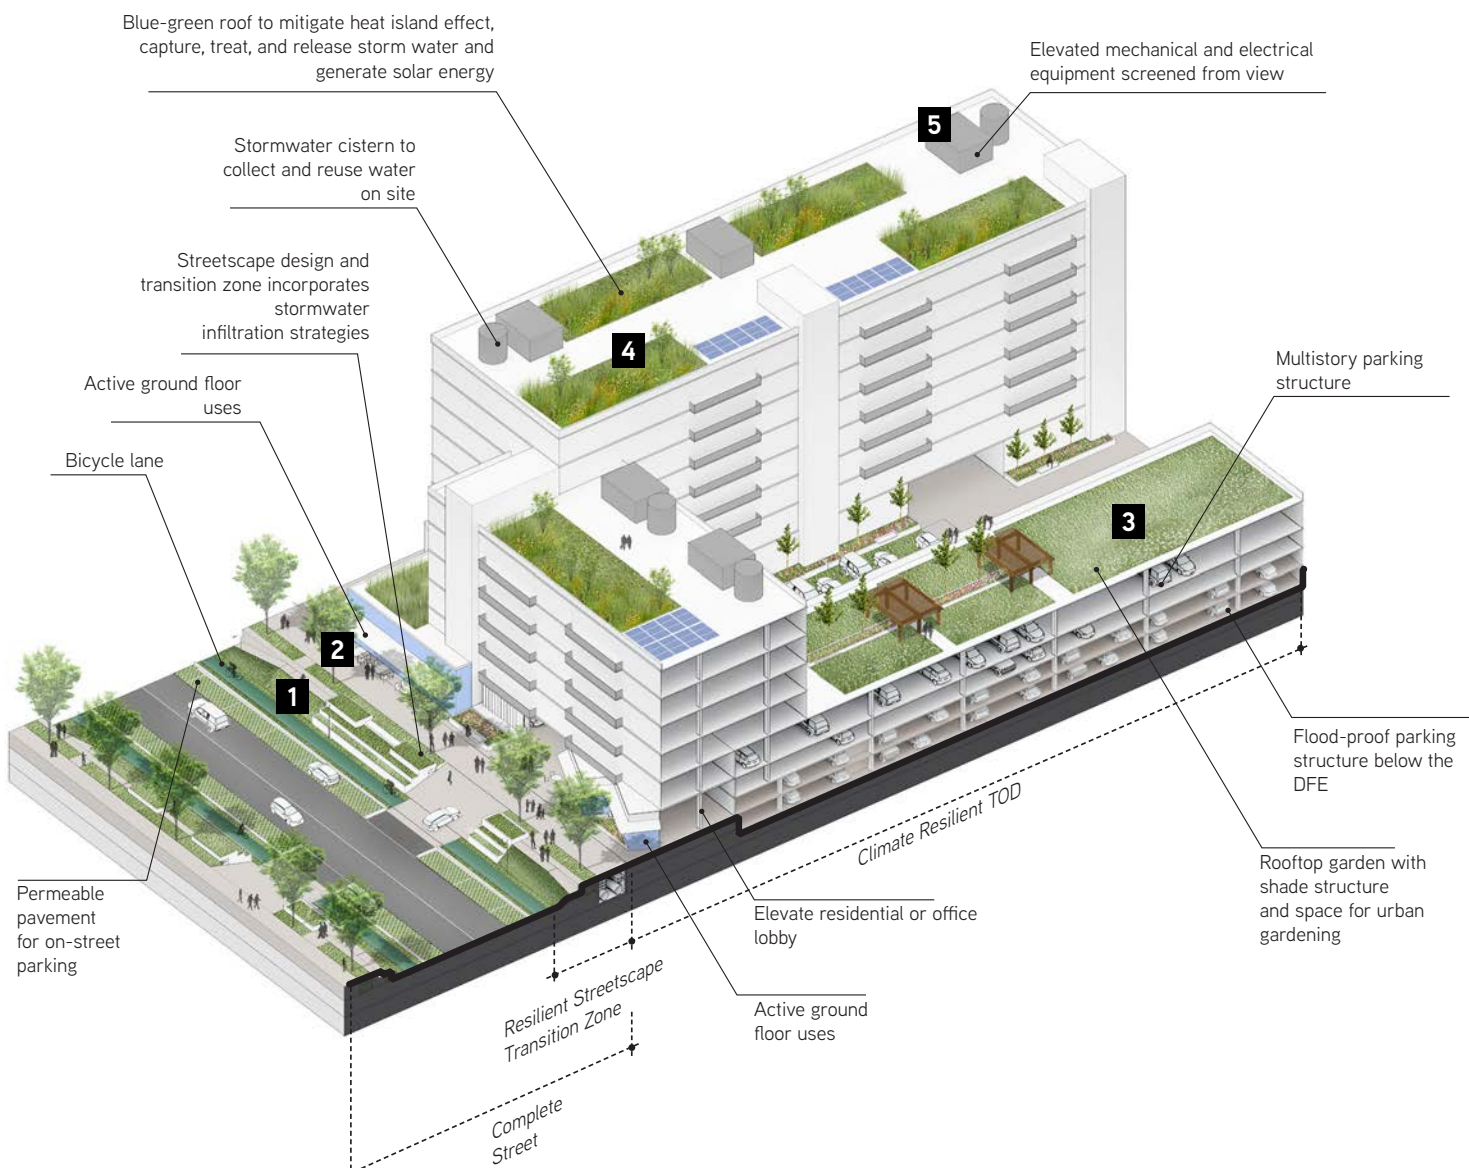 Blue-green roof to mitigate heat island effect,
capture, treat, and release storm water and
generate solar energy
Elevated mechanical and electrical
equipment screened from view
5
Stormwater cistern to
collect and reuse water
on site
Streetscape design and
transition zone incorporates
stormwater
infiltration strategies
4
Multistory parking
structure
Active ground floor
uses
Bicycle lane
3
2
1
Flood-proof parking
structure below the
DFE
Climate Resilient TOD
Rooftop garden with
shade structure
and space for urban
gardening
Permeable
pavement
for on-street
parking
Elevate residential or office
lobby
Resilient Streetscape
Transition Zone
Active ground
floor uses
Complete
Street